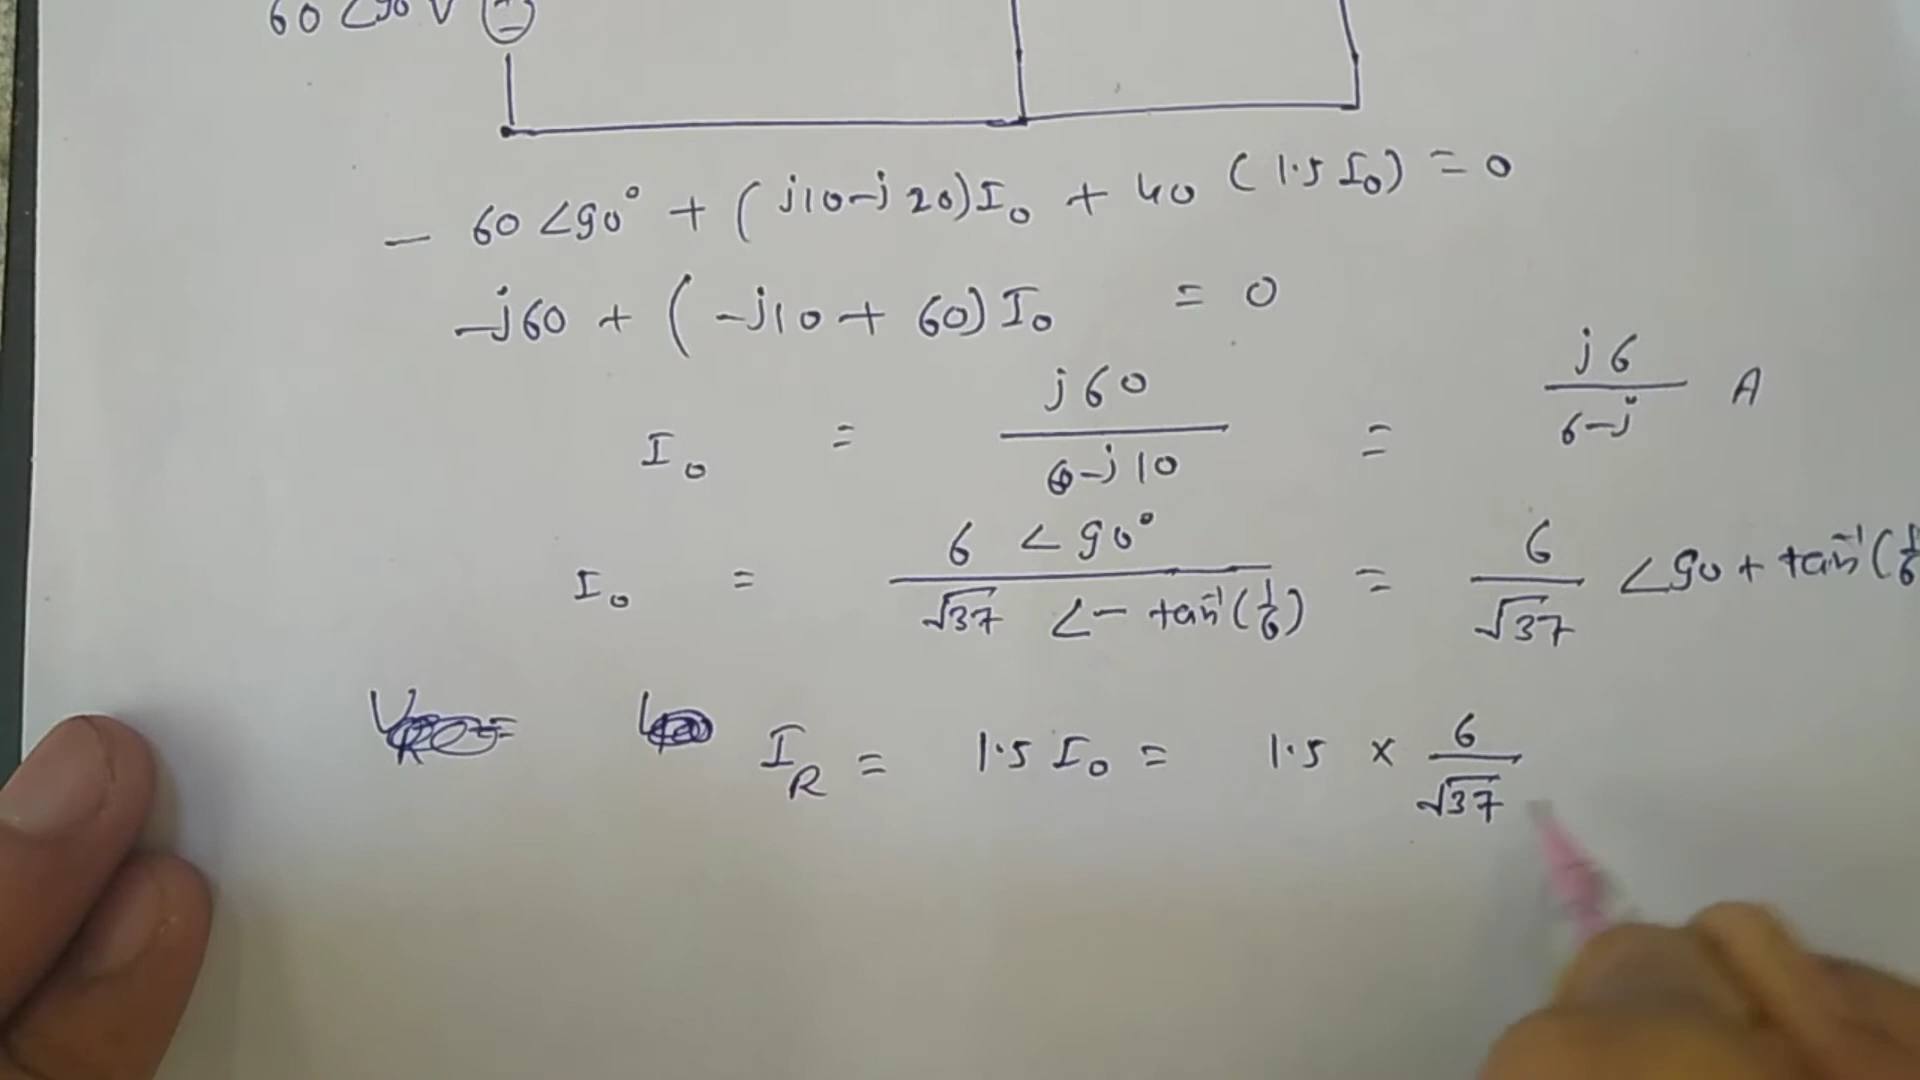 60 ∠90 V
− 60 ∠90° + (j10−j20)I₀ + 40 (1.5 I₀) = 0
−j60 + (−j10 + 60) I₀ = 0
I₀ = j60 / 60−j10 = j6 / 6−j A
I₀ = 6 ∠90° / √37 ∠− tan⁻¹(1/6) = 6 / √37 ∠90 + tan⁻¹(1/6
I_R = 1.5 I₀ = 1.5 × 6 / √37